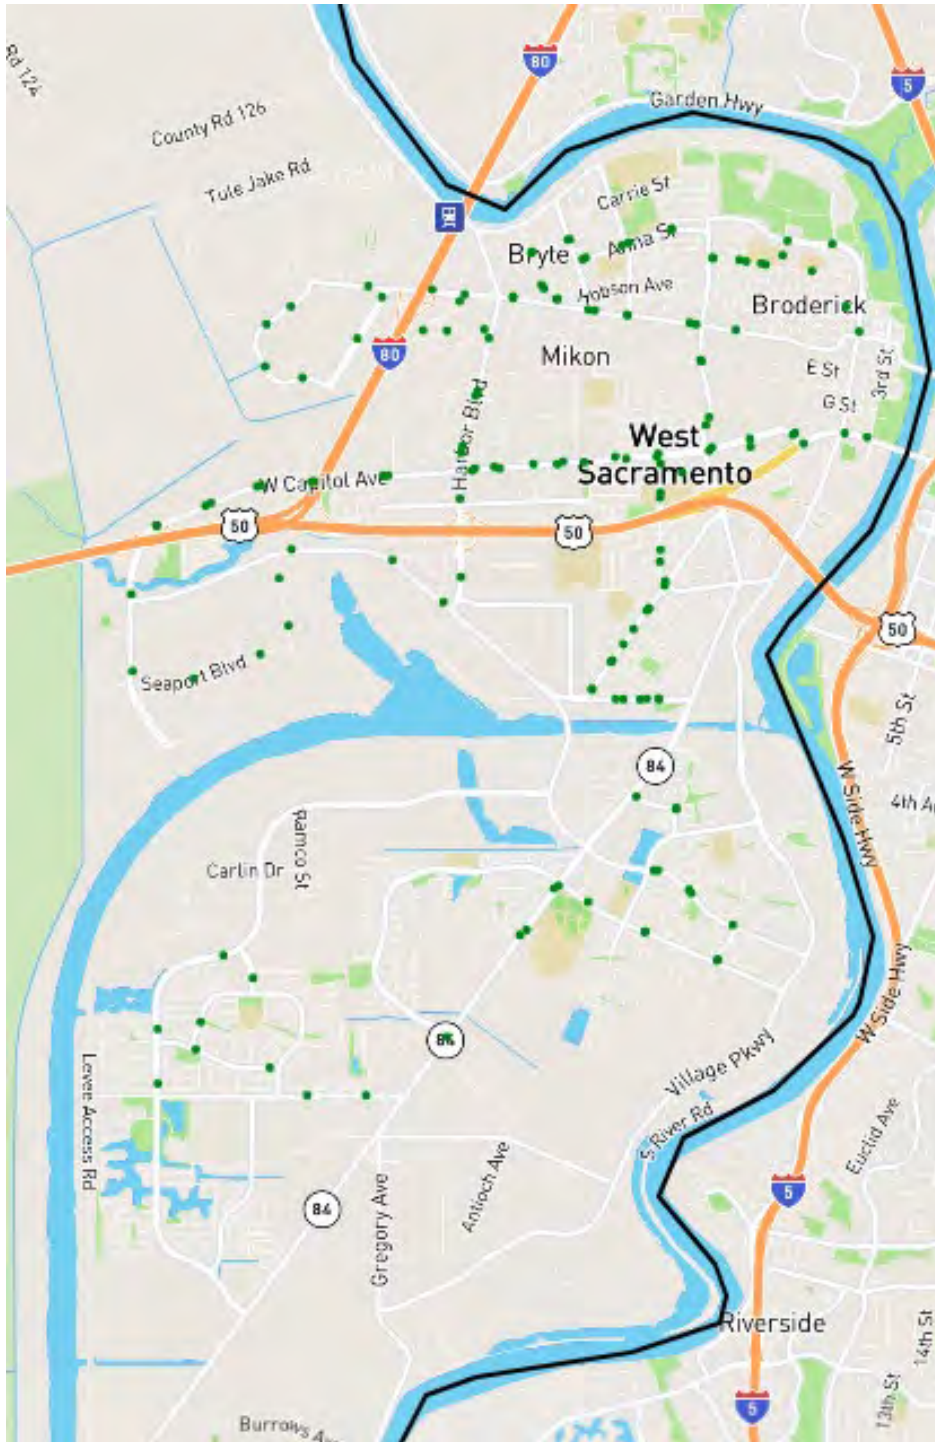 Rd 124
80
5
Garden Hwy
County Rd 126
Tule Jake Rd
Carrie St
Bryte
Anna St
Hobson Ave
Broderick
80
Mikon
E St
3rd St
G St
Harbor Blvd
West
Sacramento
W Capitol Ave
50
50
50
Seaport Blvd
5th St
84
W Side Hwy
4th A
Ramco St
Carlin Dr
W Side Hwy
84
Village Pkwy
Levee Access Rd
S River Rd
Euclid Ave
Antioch Ave
5
84
Gregory Ave
Riverside
14th St
13th St
5
Burrows Av